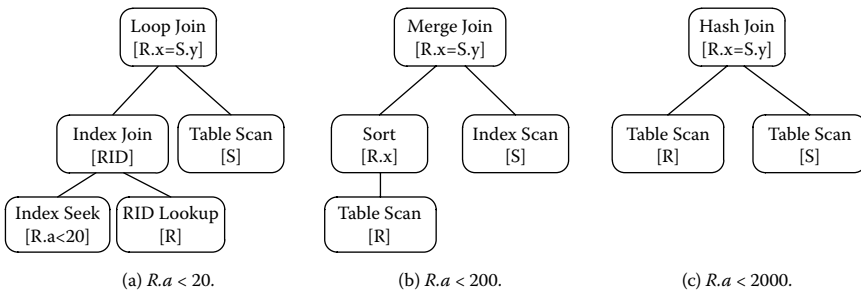 Loop Join
[R.x=S.y]
Index Join
[RID]
Table Scan
[S]
Index Seek
[R.a<20]
RID Lookup
[R]
(a) R.a < 20.
Merge Join
[R.x=S.y]
Sort
[R.x]
Index Scan
[S]
Table Scan
[R]
(b) R.a < 200.
Hash Join
[R.x=S.y]
Table Scan
[R]
Table Scan
[S]
(c) R.a < 2000.